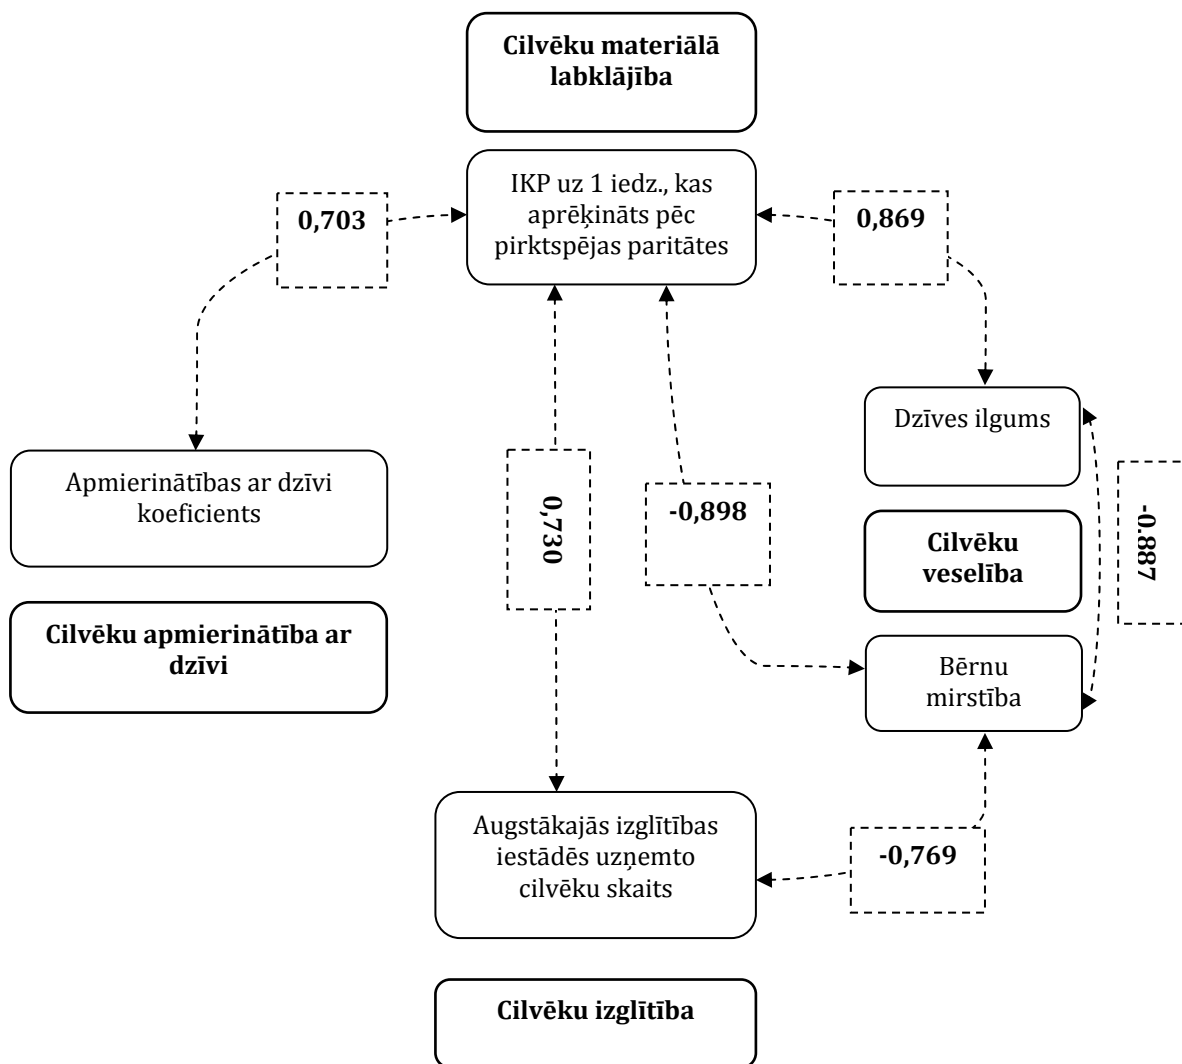 Cilvēku materiālā
labklājība
IKP uz 1 iedz., kas
aprēķināts pēc
pirktspējas paritātes
0,703
0,869
Dzīves ilgums
Apmierinātības ar dzīvi
koeficients
0,730
-0,898
-0.887
Cilvēku
veselība
Cilvēku apmierinātība ar
dzīvi
Bērnu
mirstība
Augstākajās izglītības
iestādēs uzņemto
cilvēku skaits
-0,769
Cilvēku izglītība